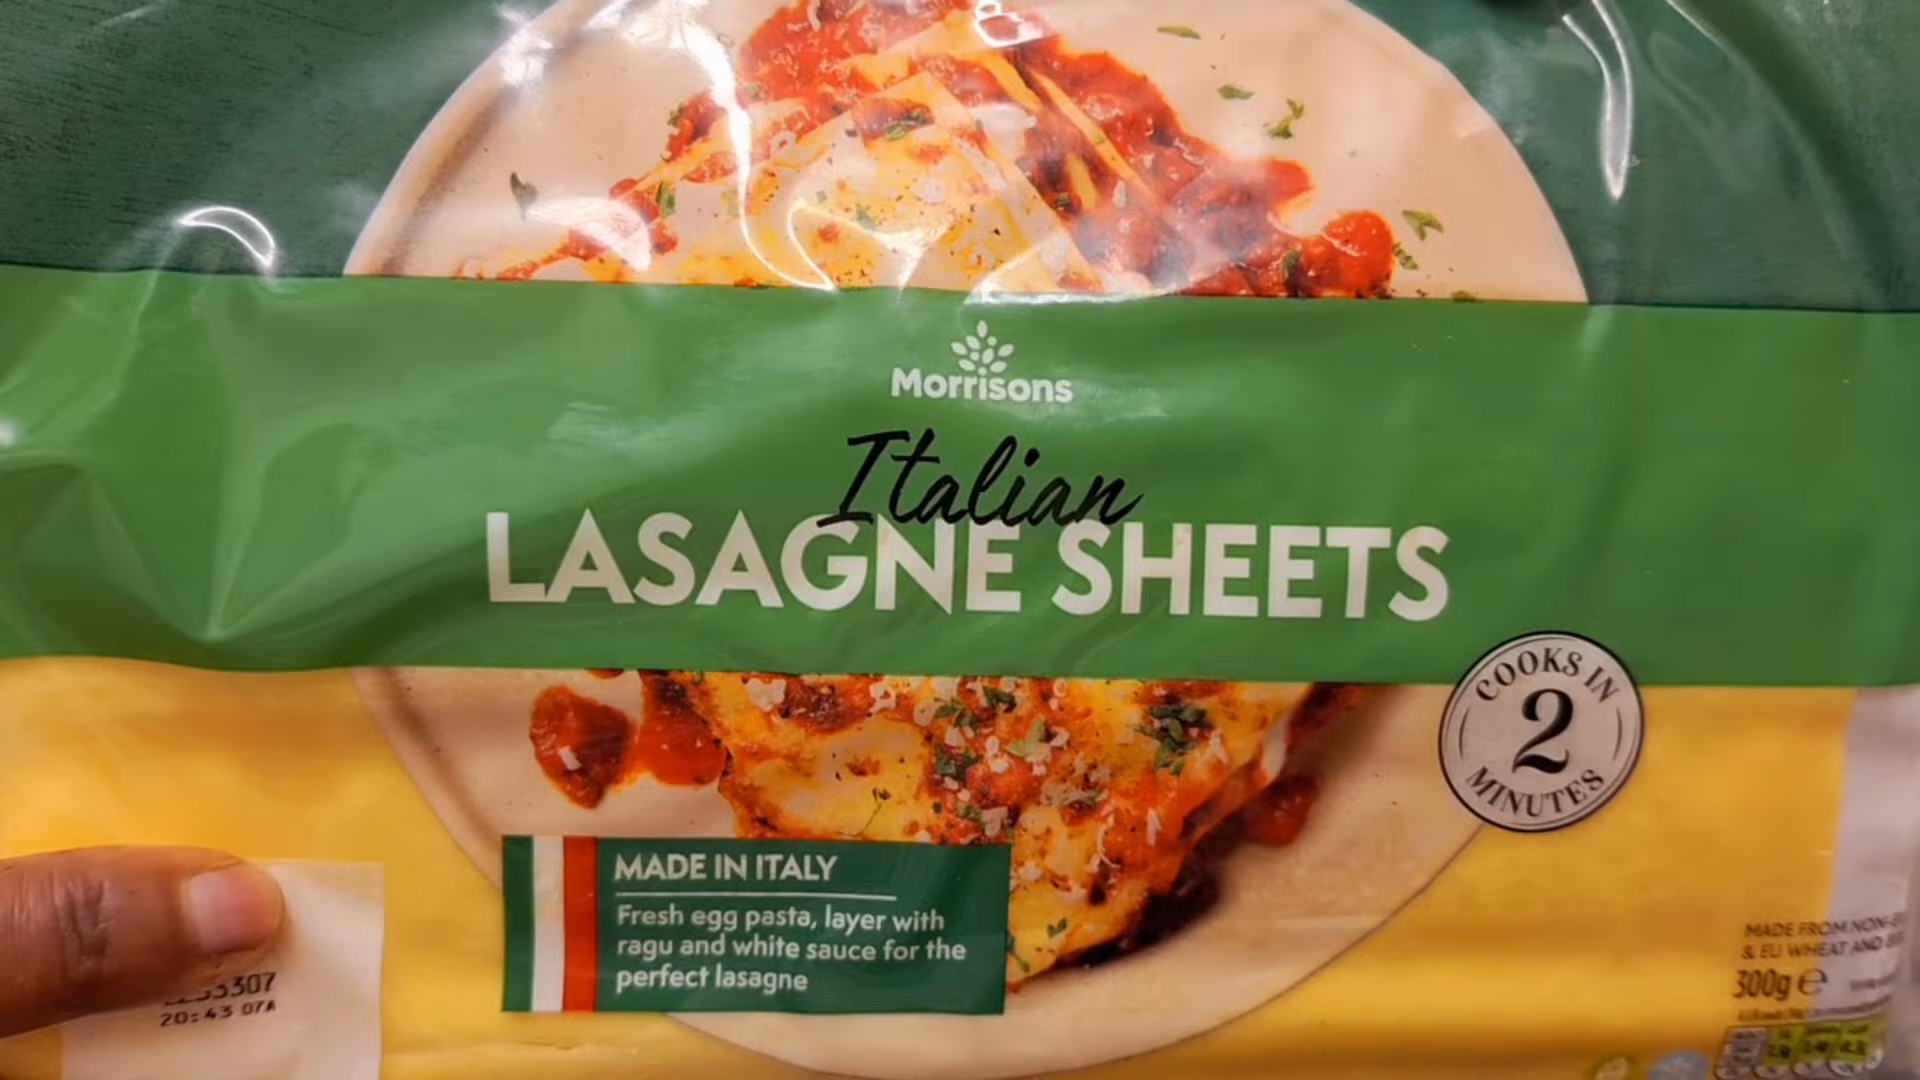 Morrisons
Italian
LASAGNE SHEETS
COOKS IN
2
MINUTES
MADE IN ITALY
Fresh egg pasta, layer with
ragu and white sauce for the
perfect lasagne
3307
20:43 07A
MADE FROM NON-
& EU WHEAT AND
300g e